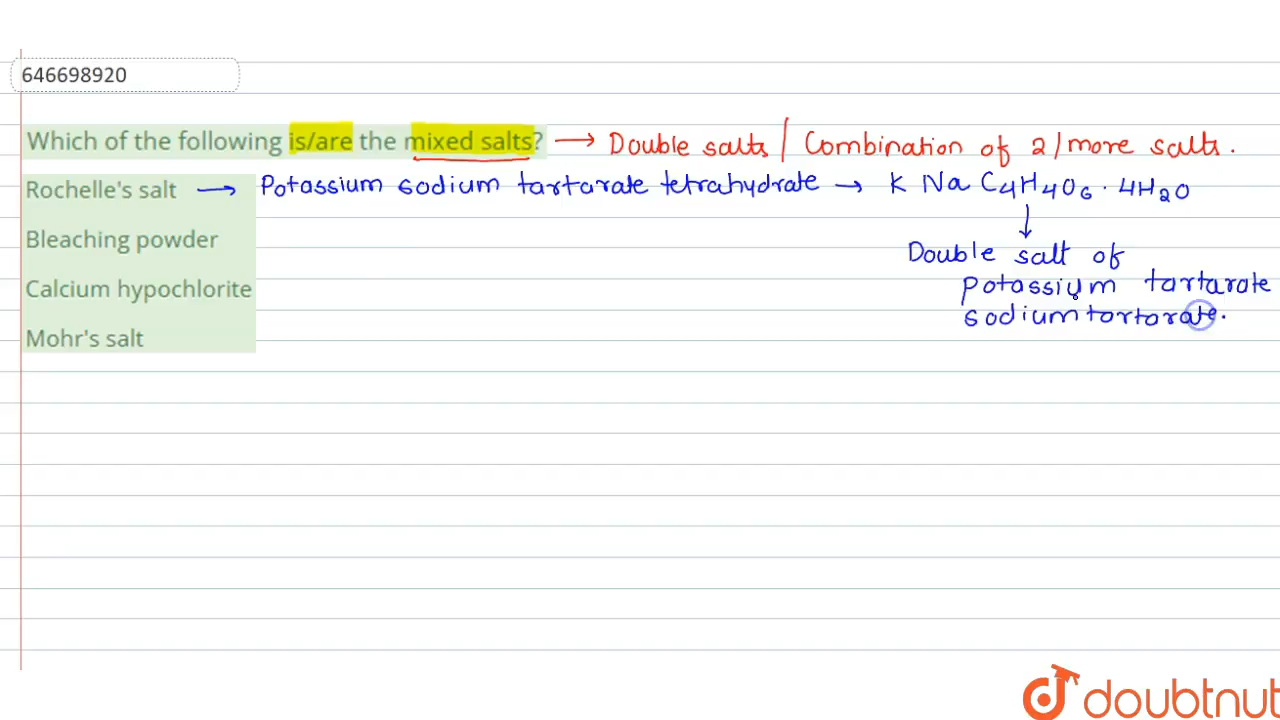 646698920
Which of the following is/are the mixed salts? → Double salts / Combination of 2/more salts.
Rochelle's salt → Potassium sodium tartarate tetrahydrate → K Na C4H4O6 . 4H2O
↓
Bleaching powder
Double salt of
Calcium hypochlorite
potassium tartarate
sodium tartarate.
Mohr's salt
doubtnut